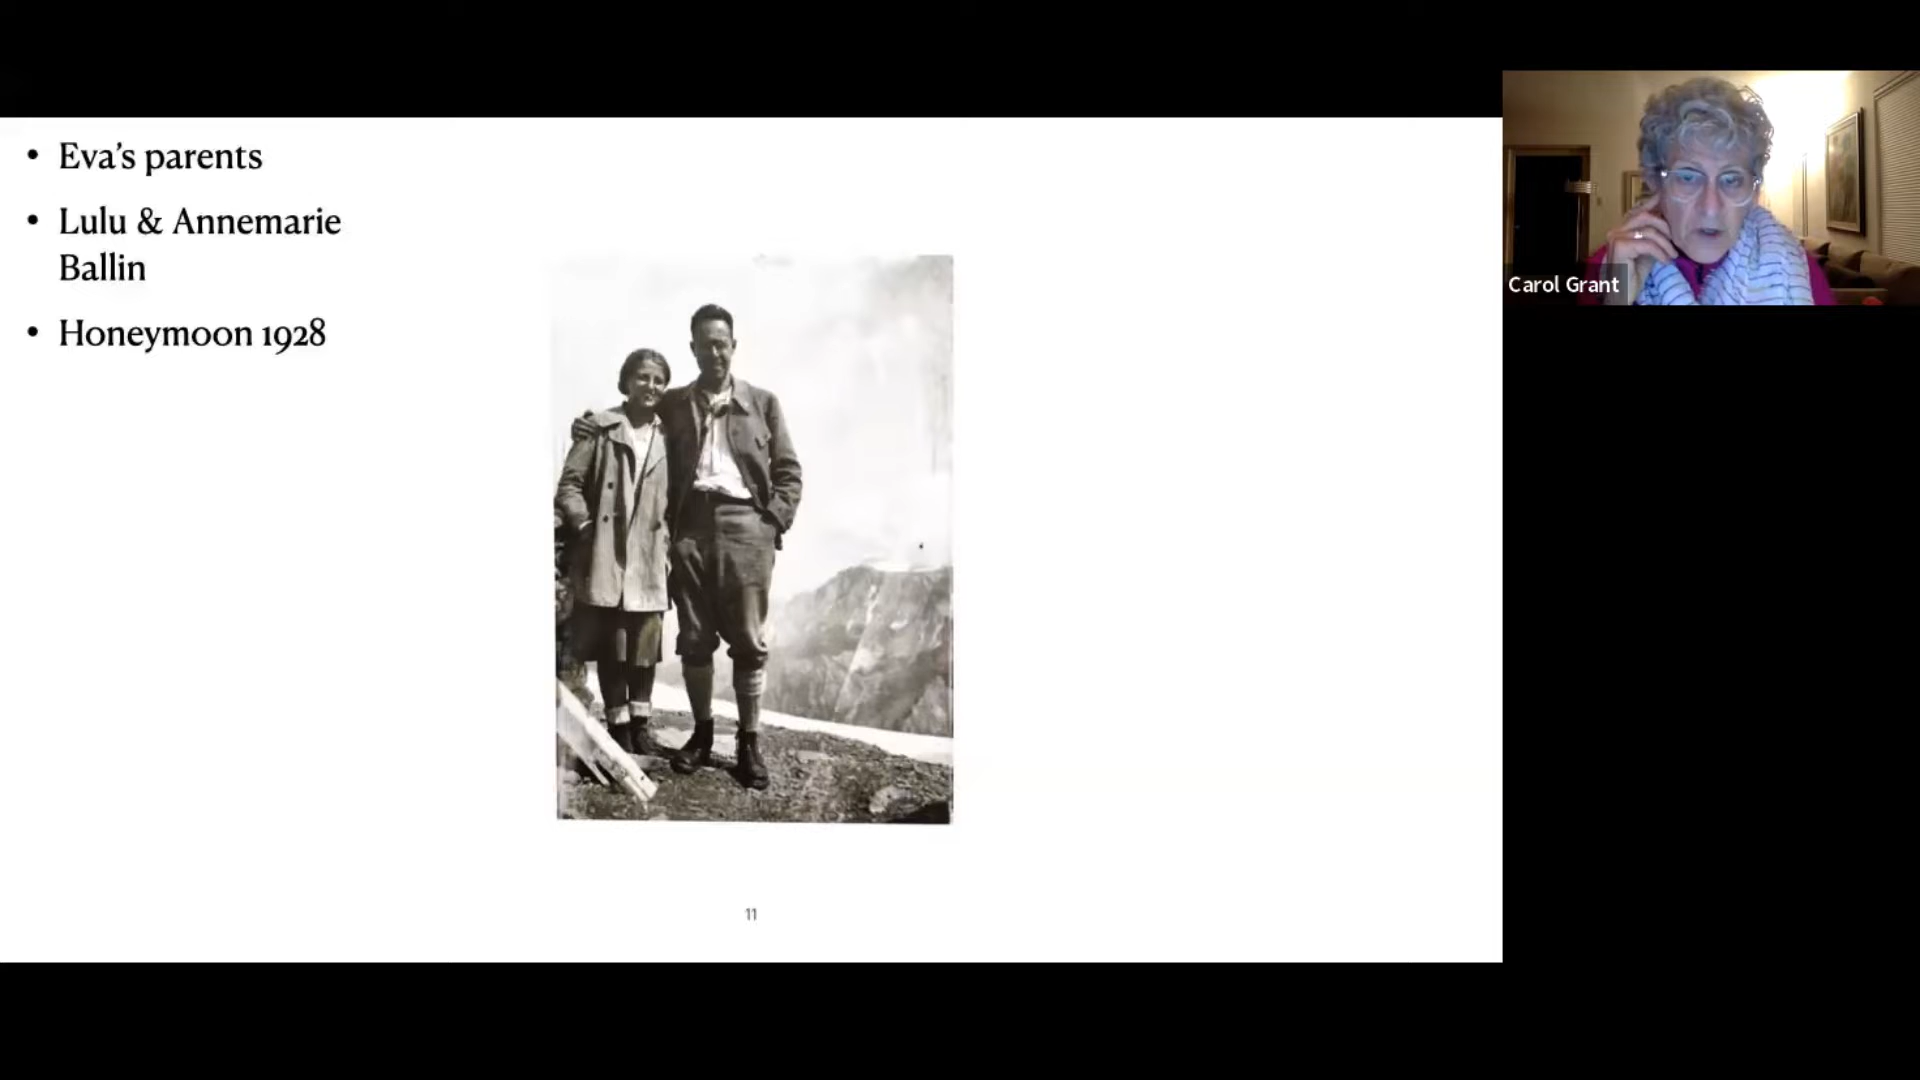 • Eva’s parents
• Lulu & Annemarie
Ballin
• Honeymoon 1928
Carol Grant
11